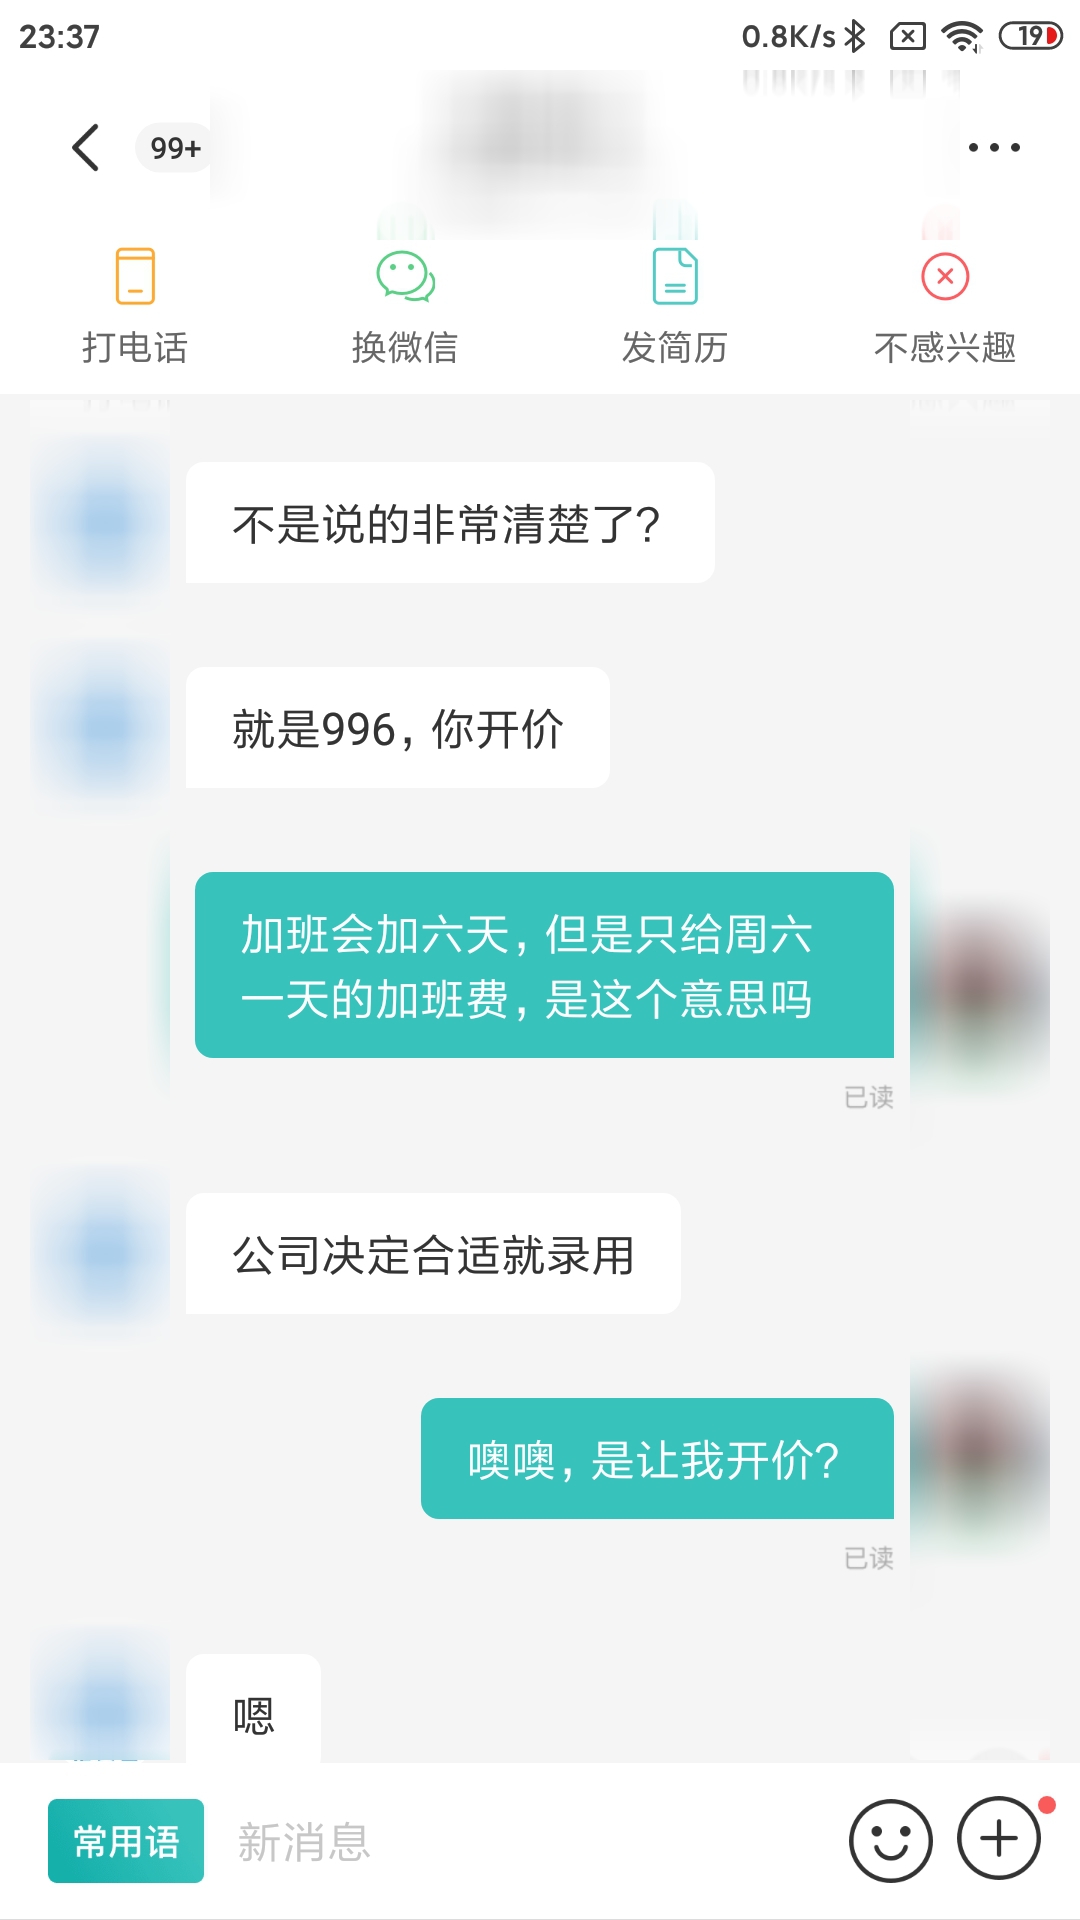 23:37
0.8K/s
19
99+
打电话
换微信
发简历
不感兴趣
不是说的非常清楚了?
就是996，你开价
加班会加六天，但是只给周六
一天的加班费，是这个意思吗
已读
公司决定合适就录用
噢噢，是让我开价?
已读
嗯
常用语
新消息